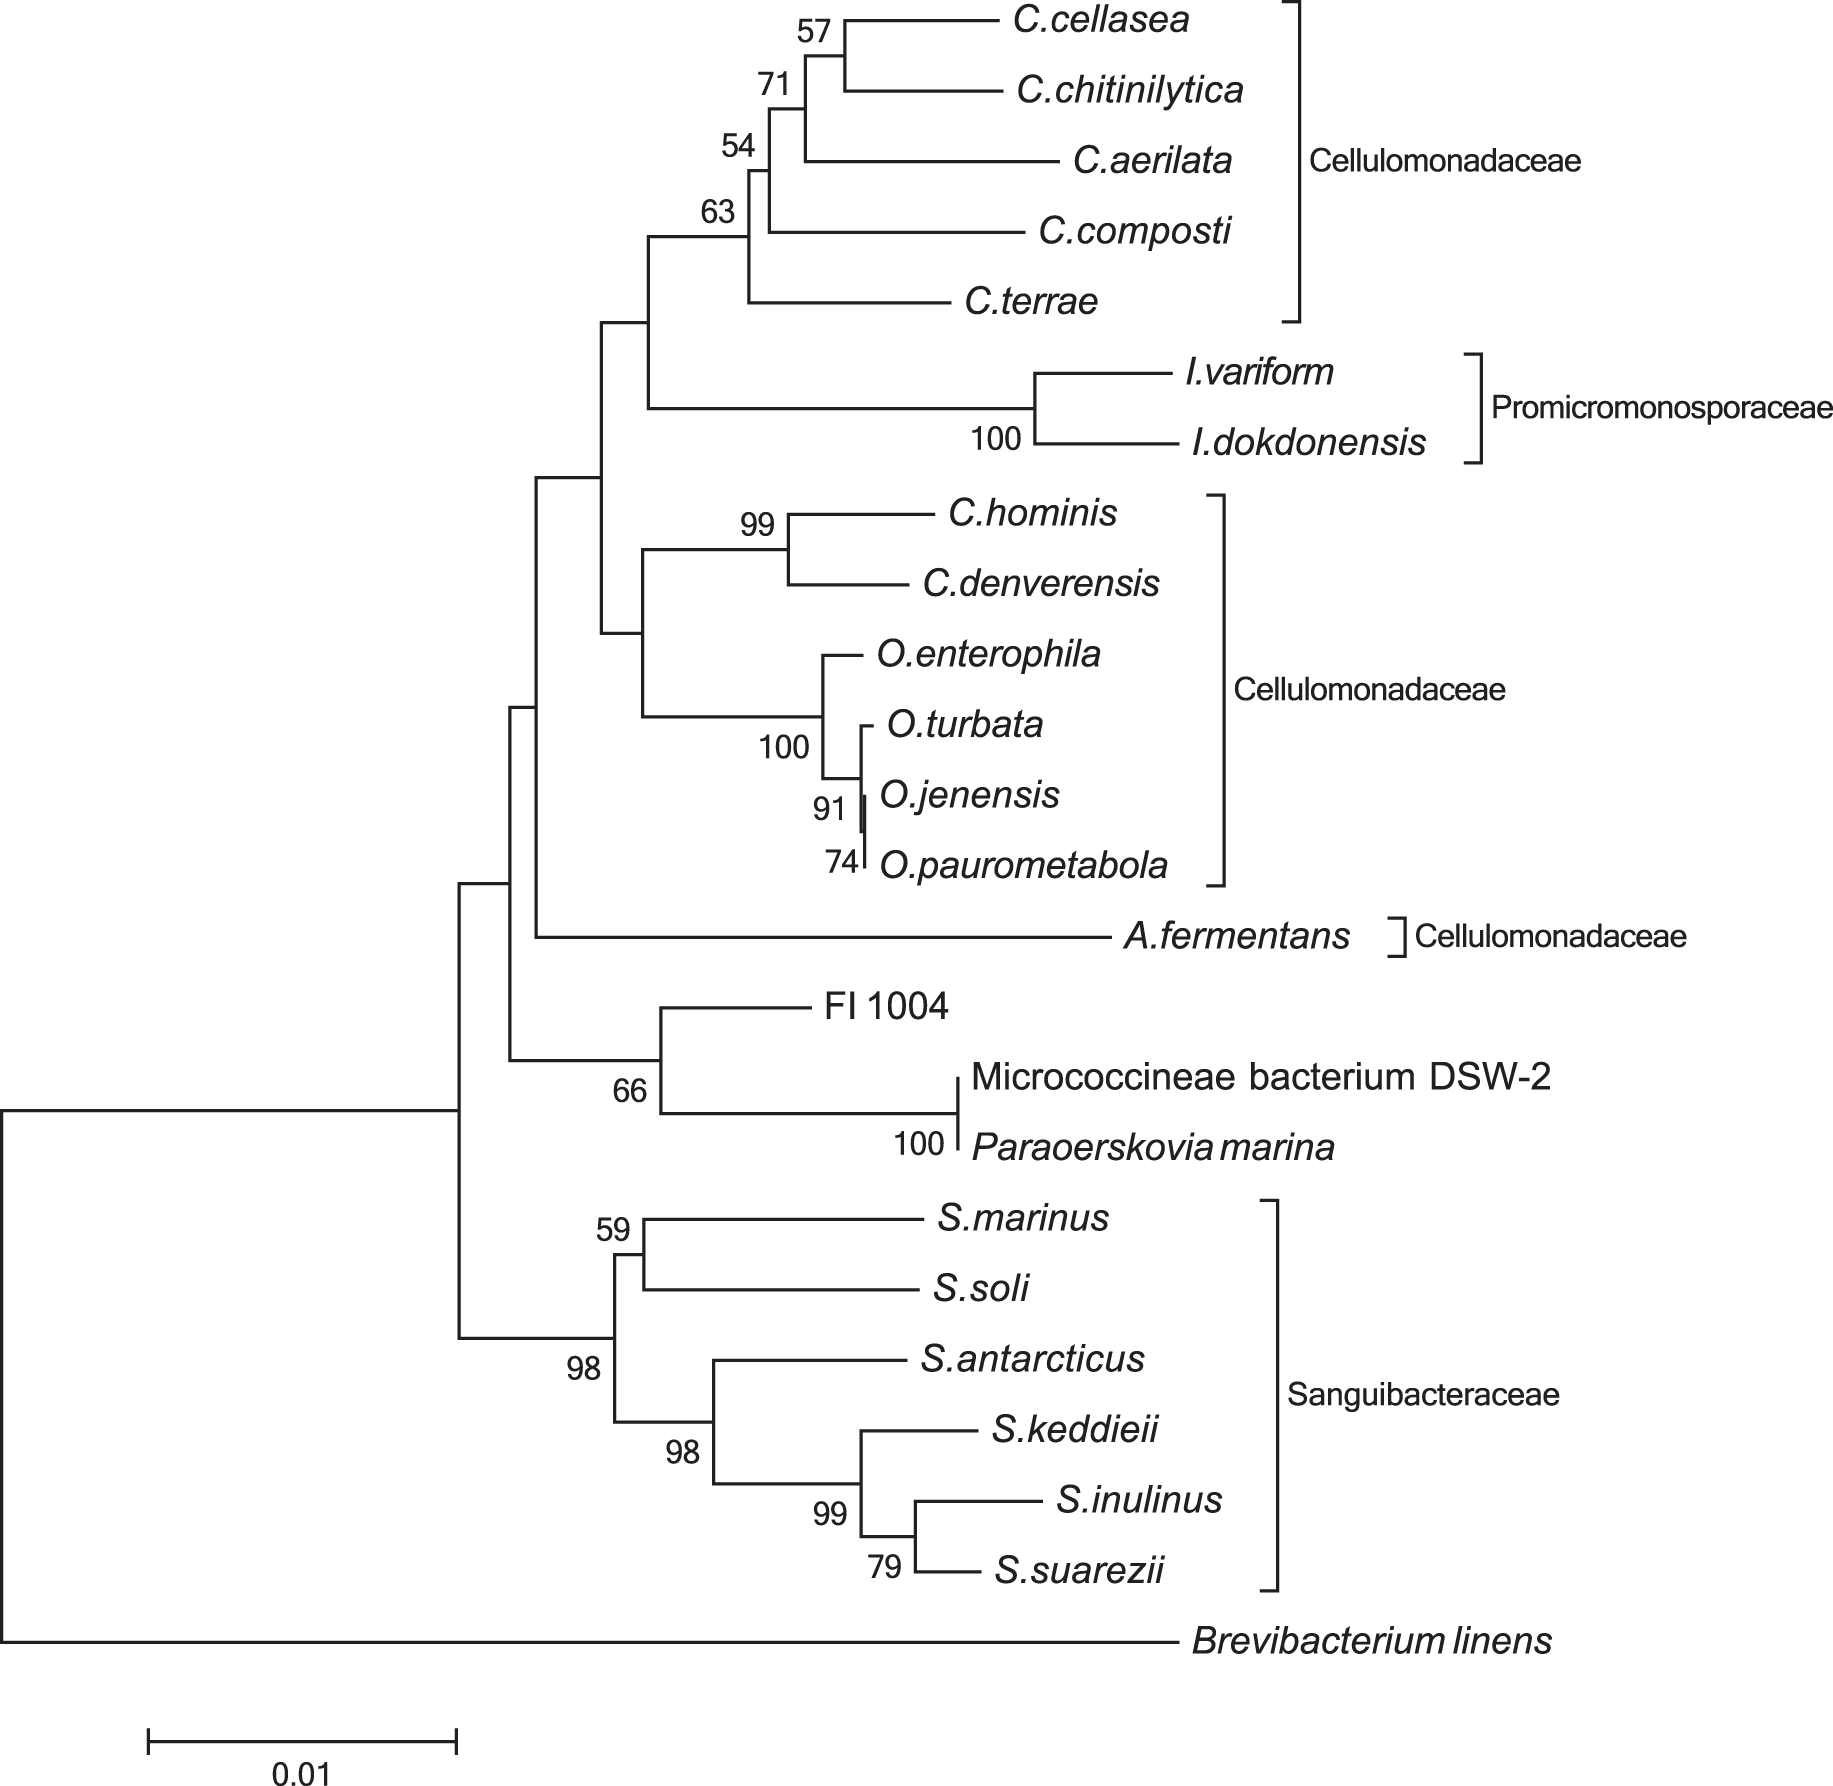 C.cellasea
57
C.chitinilytica
71
C.aerilata
Cellulomonadaceae
54
C.composti
63
C.terrae
I.variform
Promicromonosporaceae
I.dokdonensis
100
C.hominis
99
C.denverensis
O.enterophila
Cellulomonadaceae
O.turbata
100
O.jenensis
91
O.paurometabola
74
A.fermentans
Cellulomonadaceae
FI 1004
Micrococcineae bacterium DSW-2
66
Paraoerskovia marina
100
S.marinus
59
S.soli
S.antarcticus
98
Sanguibacteraceae
S.keddieii
98
S.inulinus
99
S.suarezii
79
Brevibacterium linens
0.01